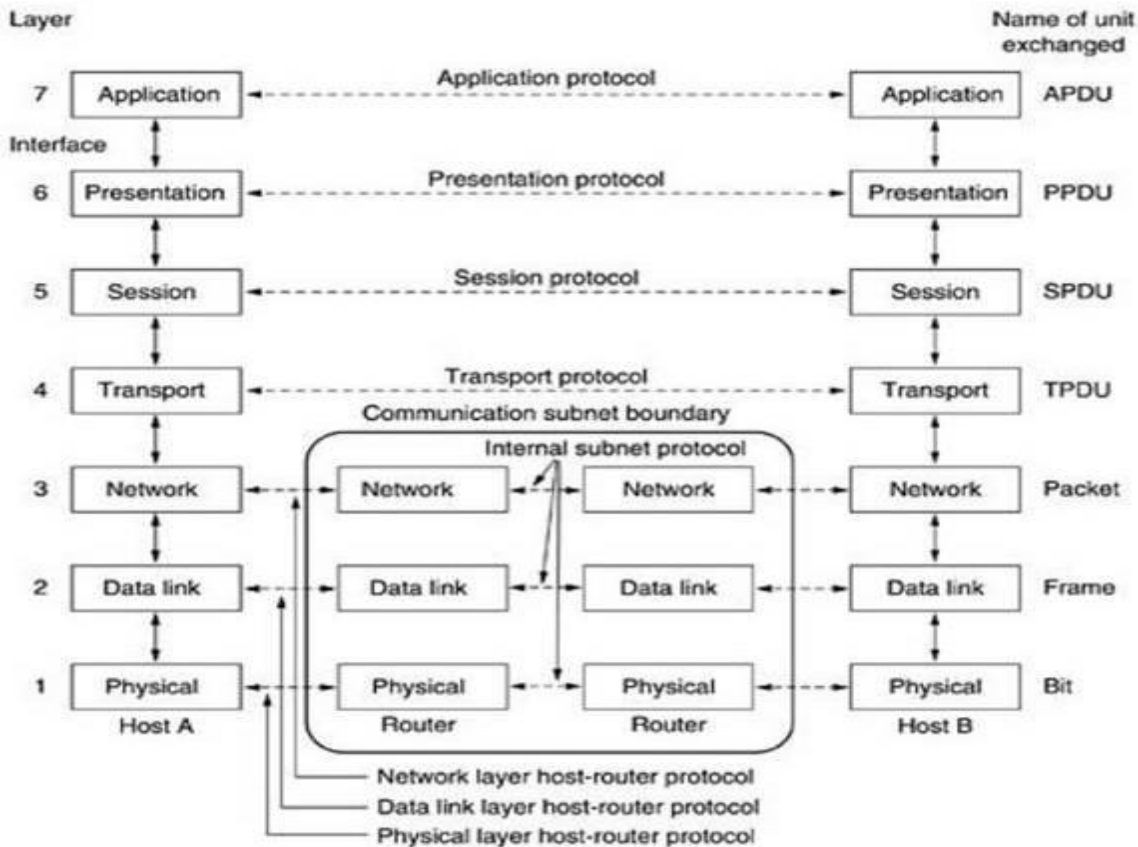 Layer
Name of unit
exchanged
7 Application Application protocol Application APDU
Interface
6 Presentation Presentation protocol Presentation PPDU
5 Session Session protocol Session SPDU
4 Transport Transport protocol Transport TPDU
Communication subnet boundary
Internal subnet protocol
3 Network Network Network Network Packet
2 Data link Data link Data link Data link Frame
1 Physical Physical Physical Physical Bit
Host A Router Router Host B
Network layer host-router protocol
Data link layer host-router protocol
Physical layer host-router protocol